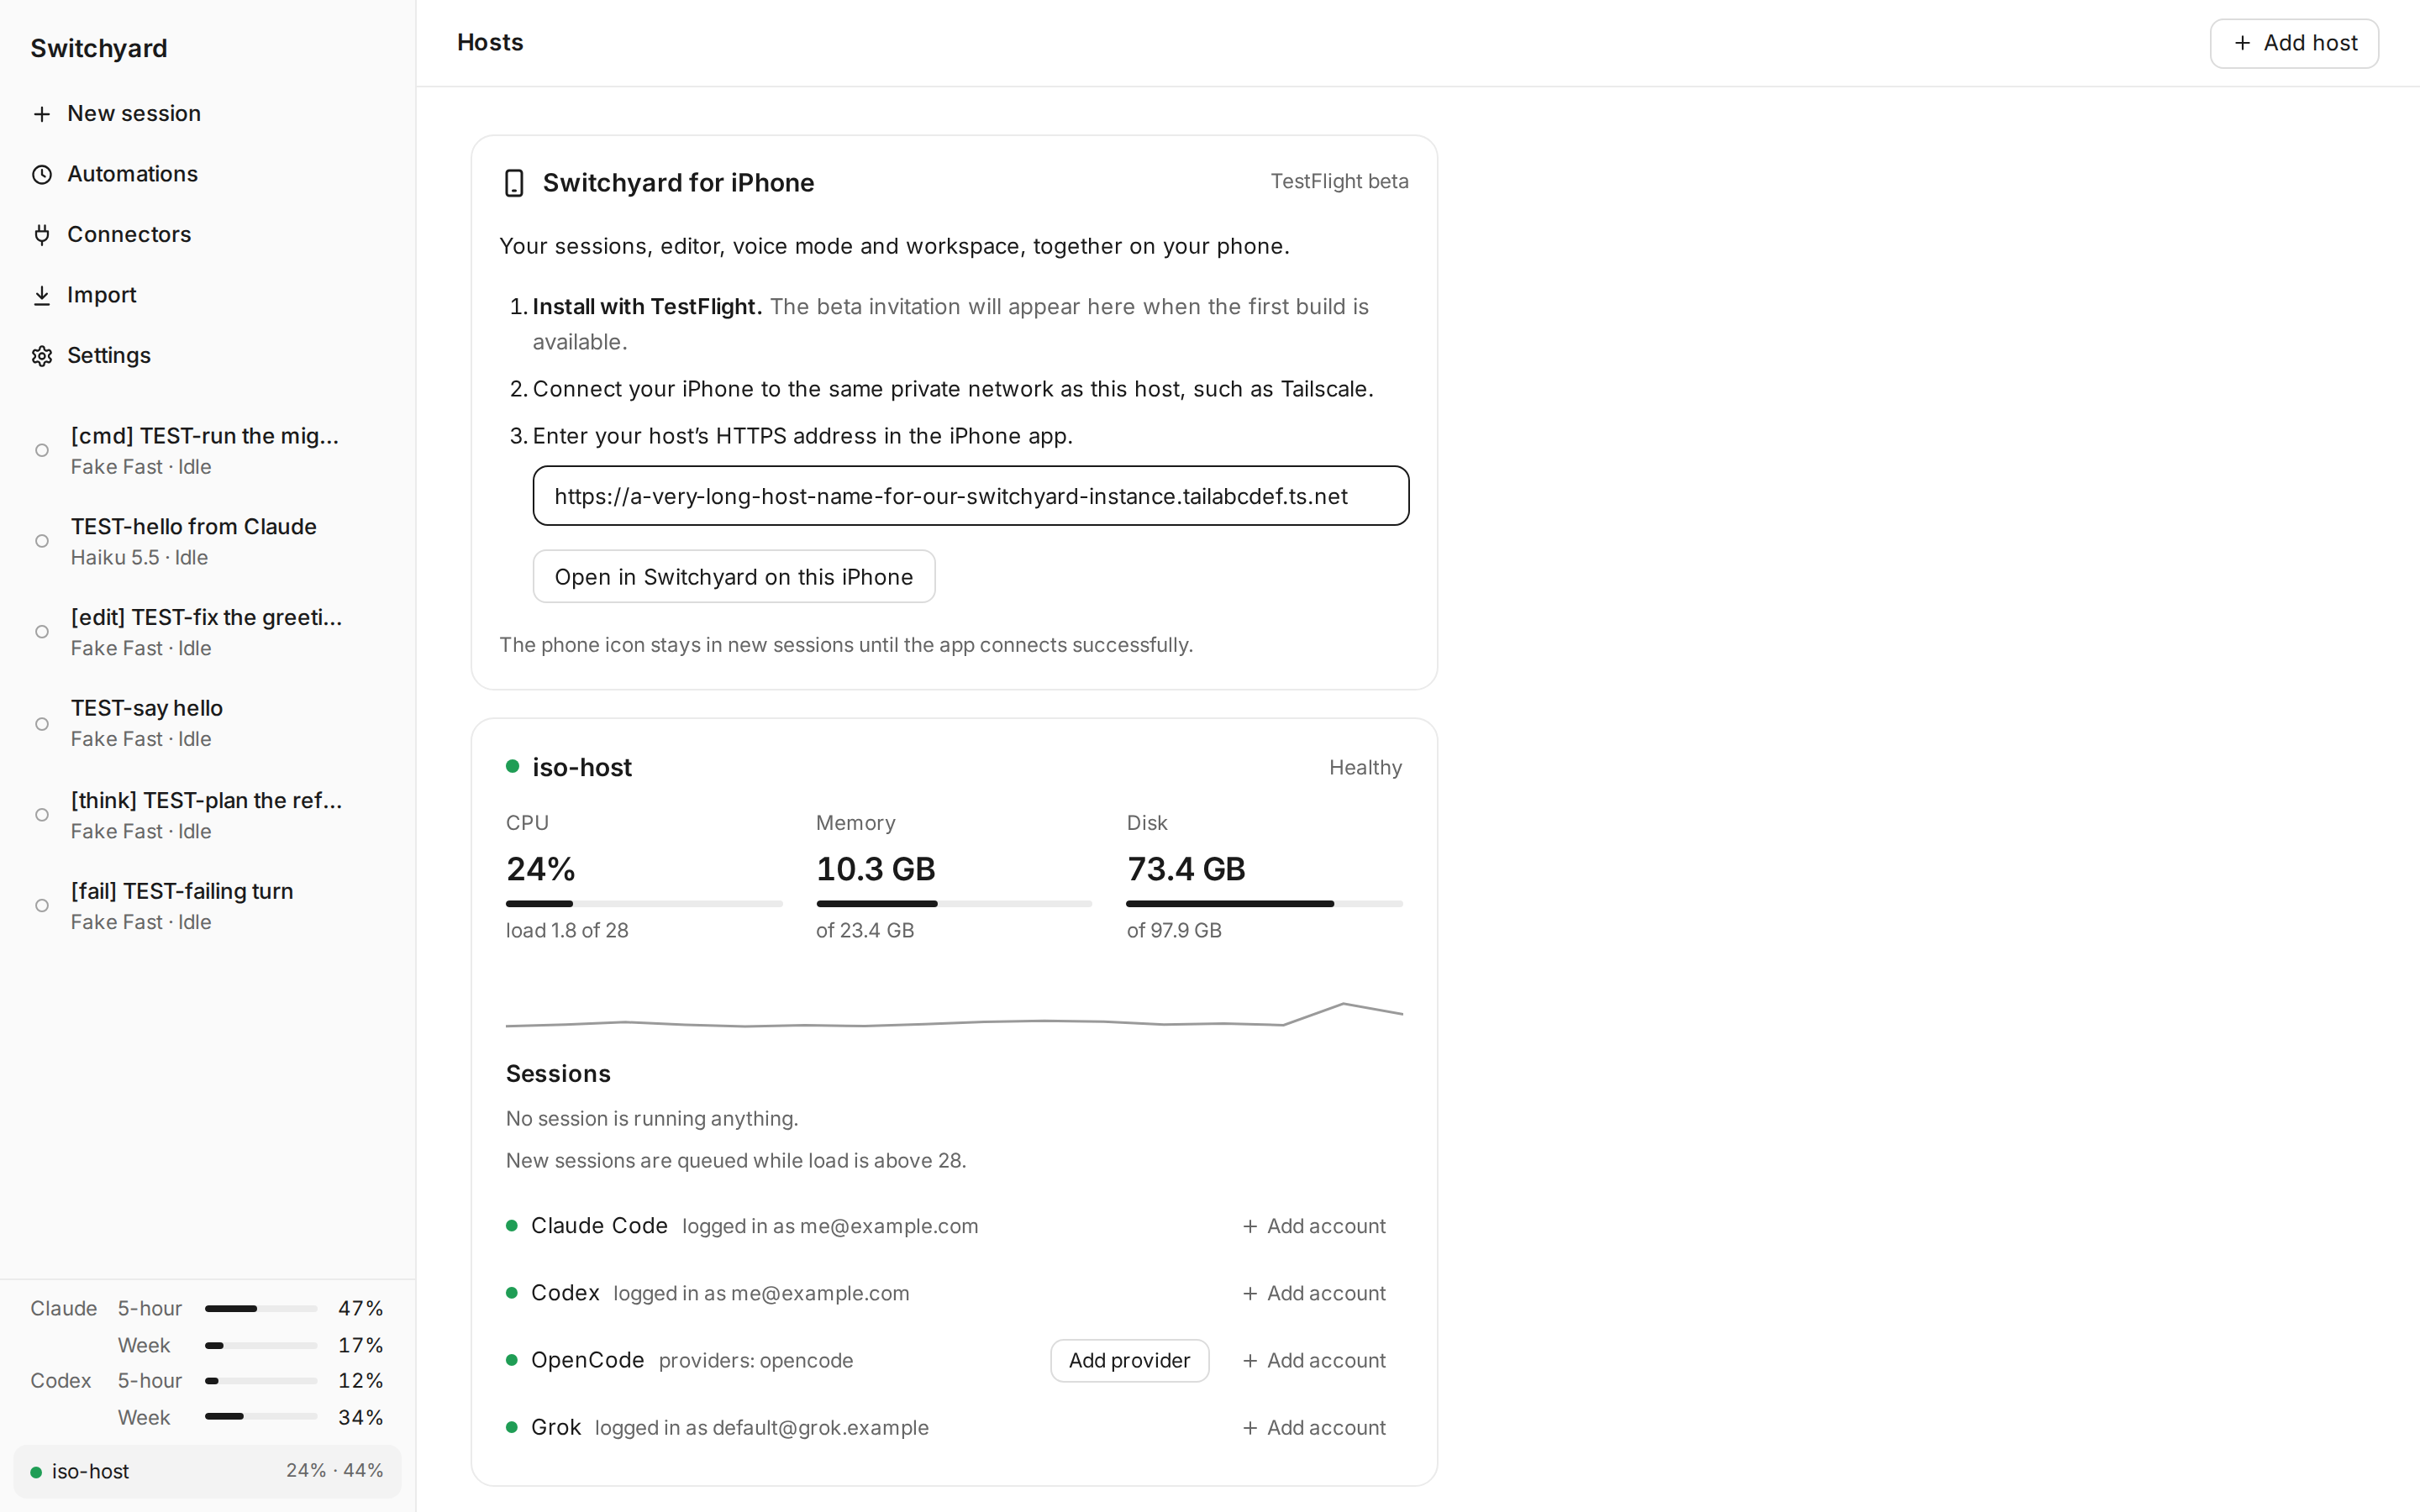 Switchyard
New session
Automations
Connectors
Import
Settings
[cmd] TEST-run the mig...
Fake Fast · Idle
TEST-hello from Claude
Haiku 5.5 · Idle
[edit] TEST-fix the greeti...
Fake Fast · Idle
TEST-say hello
Fake Fast · Idle
[think] TEST-plan the ref...
Fake Fast · Idle
[fail] TEST-failing turn
Fake Fast · Idle
Claude 5-hour 47%
Week 17%
Codex 5-hour 12%
Week 34%
iso-host 24% · 44%
Hosts
Add host
Switchyard for iPhone
TestFlight beta
Your sessions, editor, voice mode and workspace, together on your phone.
1. Install with TestFlight. The beta invitation will appear here when the first build is
available.
2. Connect your iPhone to the same private network as this host, such as Tailscale.
3. Enter your host’s HTTPS address in the iPhone app.
https://a-very-long-host-name-for-our-switchyard-instance.tailabcdef.ts.net
Open in Switchyard on this iPhone
The phone icon stays in new sessions until the app connects successfully.
iso-host
Healthy
CPU Memory Disk
24% 10.3 GB 73.4 GB
load 1.8 of 28 of 23.4 GB of 97.9 GB
Sessions
No session is running anything.
New sessions are queued while load is above 28.
Claude Code logged in as me@example.com + Add account
Codex logged in as me@example.com + Add account
OpenCode providers: opencode Add provider + Add account
Grok logged in as default@grok.example + Add account